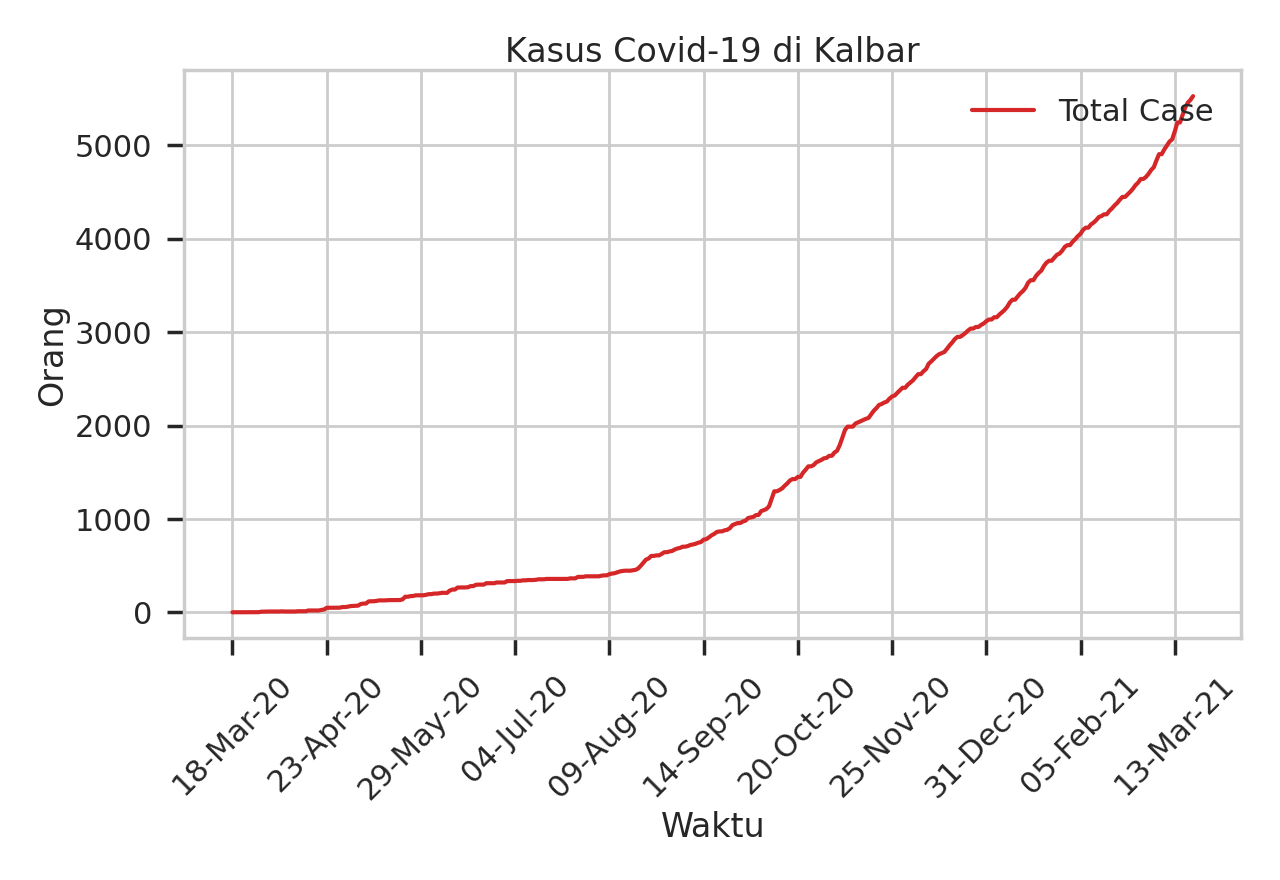 Kasus Covid-19 di Kalbar
Total Case
Orang
5000
4000
3000
2000
1000
0
18-Mar-20
23-Apr-20
29-May-20
04-Jul-20
09-Aug-20
14-Sep-20
20-Oct-20
25-Nov-20
31-Dec-20
05-Feb-21
13-Mar-21
Waktu